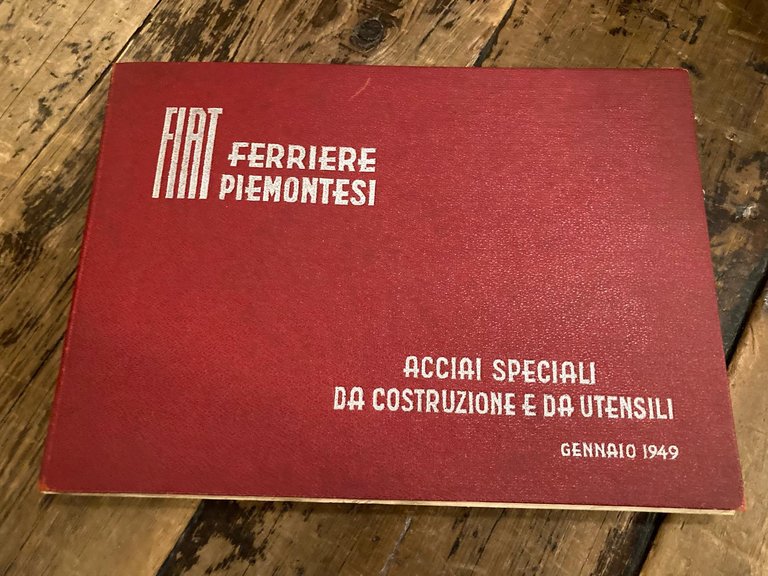 FIAT FERRIERE
PIEMONTESI
ACCIAI SPECIALI
DA COSTRUZIONE E DA UTENSILI
GENNAIO 1949